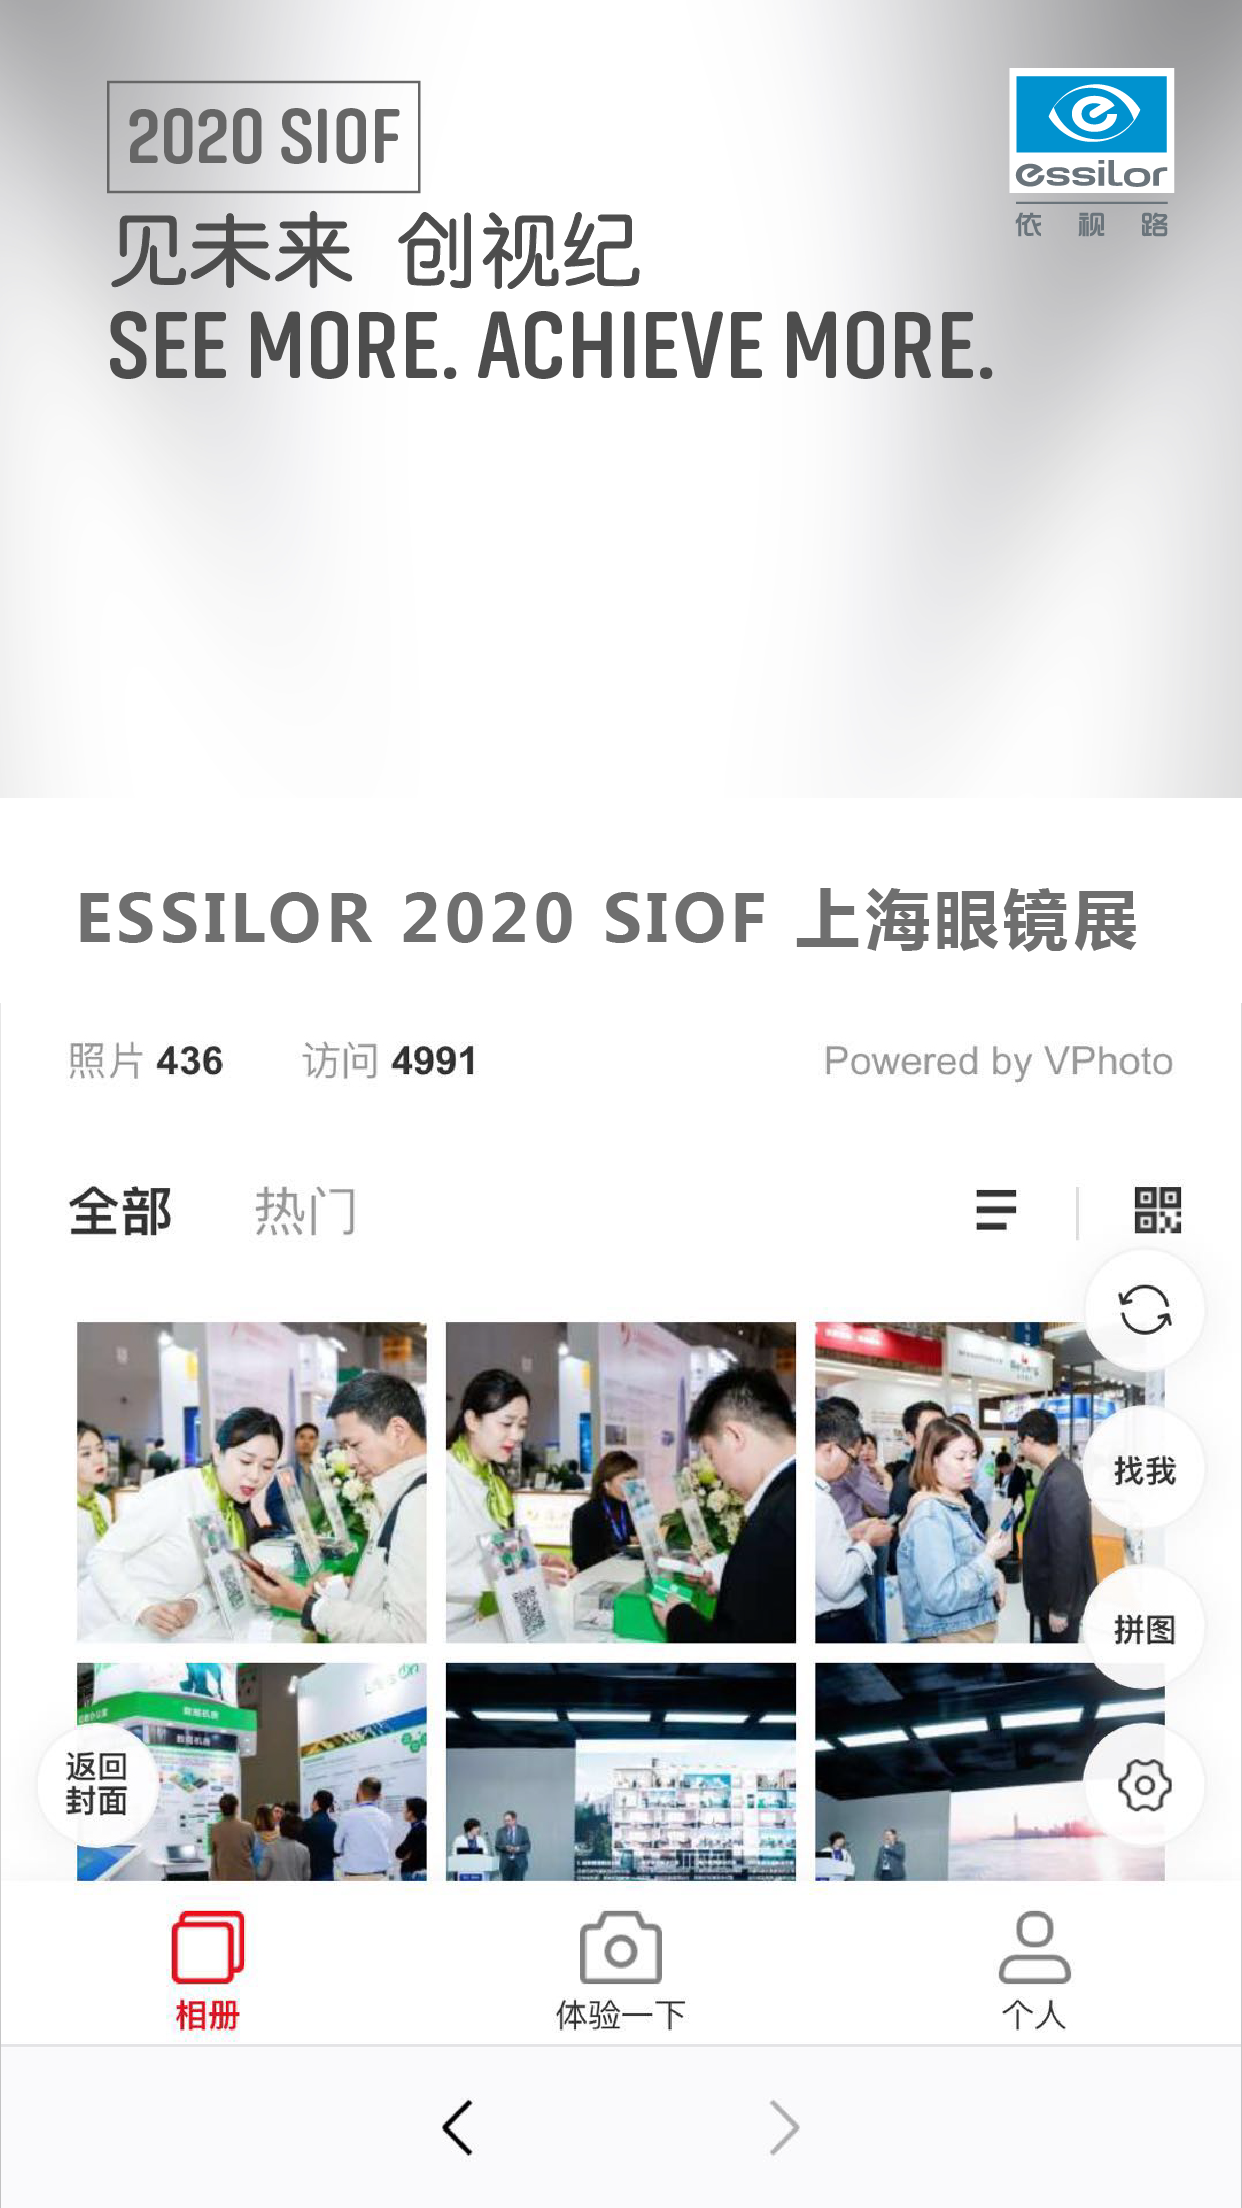 2020 SIOF
essilor
依视路
见未来 创视纪
SEE MORE. ACHIEVE MORE.
ESSILOR 2020 SIOF 上海眼镜展
照片 436 访问 4991 Powered by VPhoto
全部 热门
找我
拼图
返回
封面
相册 体验一下 个人